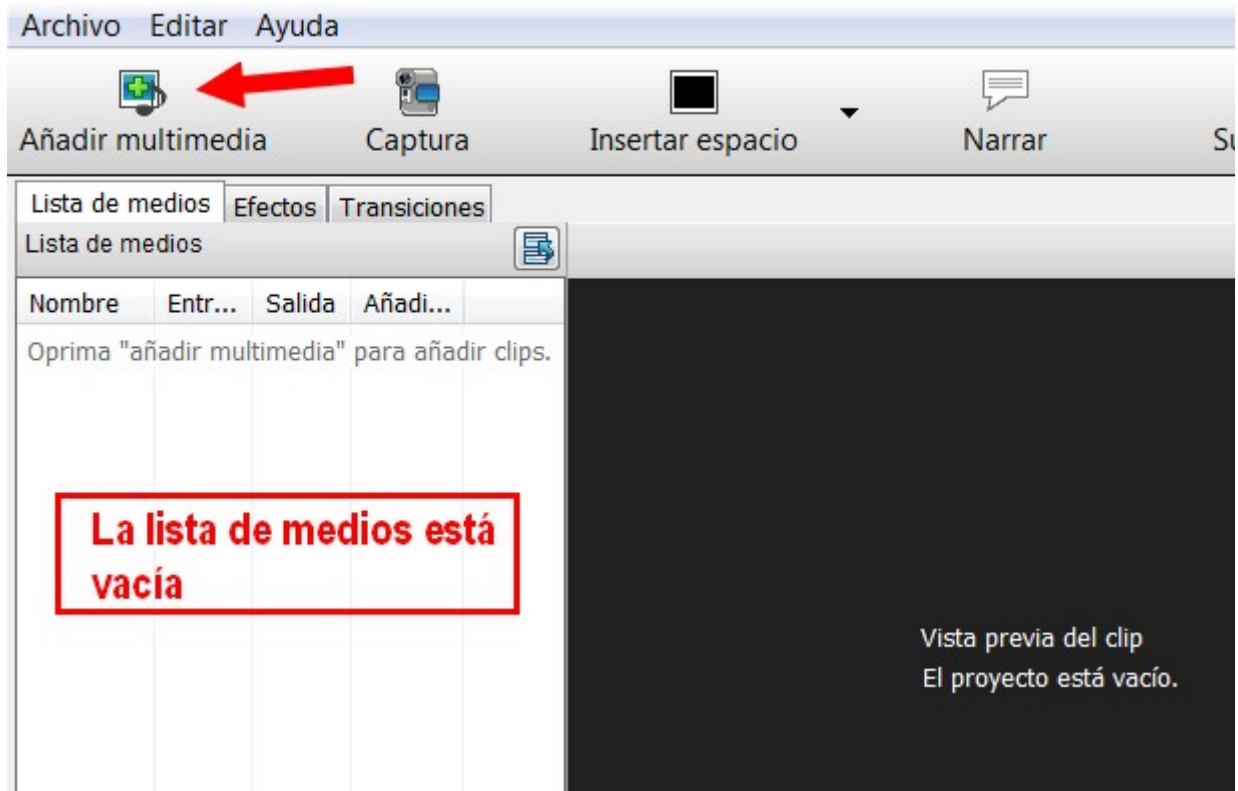 Archivo Editar Ayuda
Añadir multimedia Captura Insertar espacio Narrar
Lista de medios Efectos Transiciones
Lista de medios
Nombre Entr... Salida Añadi...
Oprima "añadir multimedia" para añadir clips.
La lista de medios está
vacía
Vista previa del clip
El proyecto está vacío.